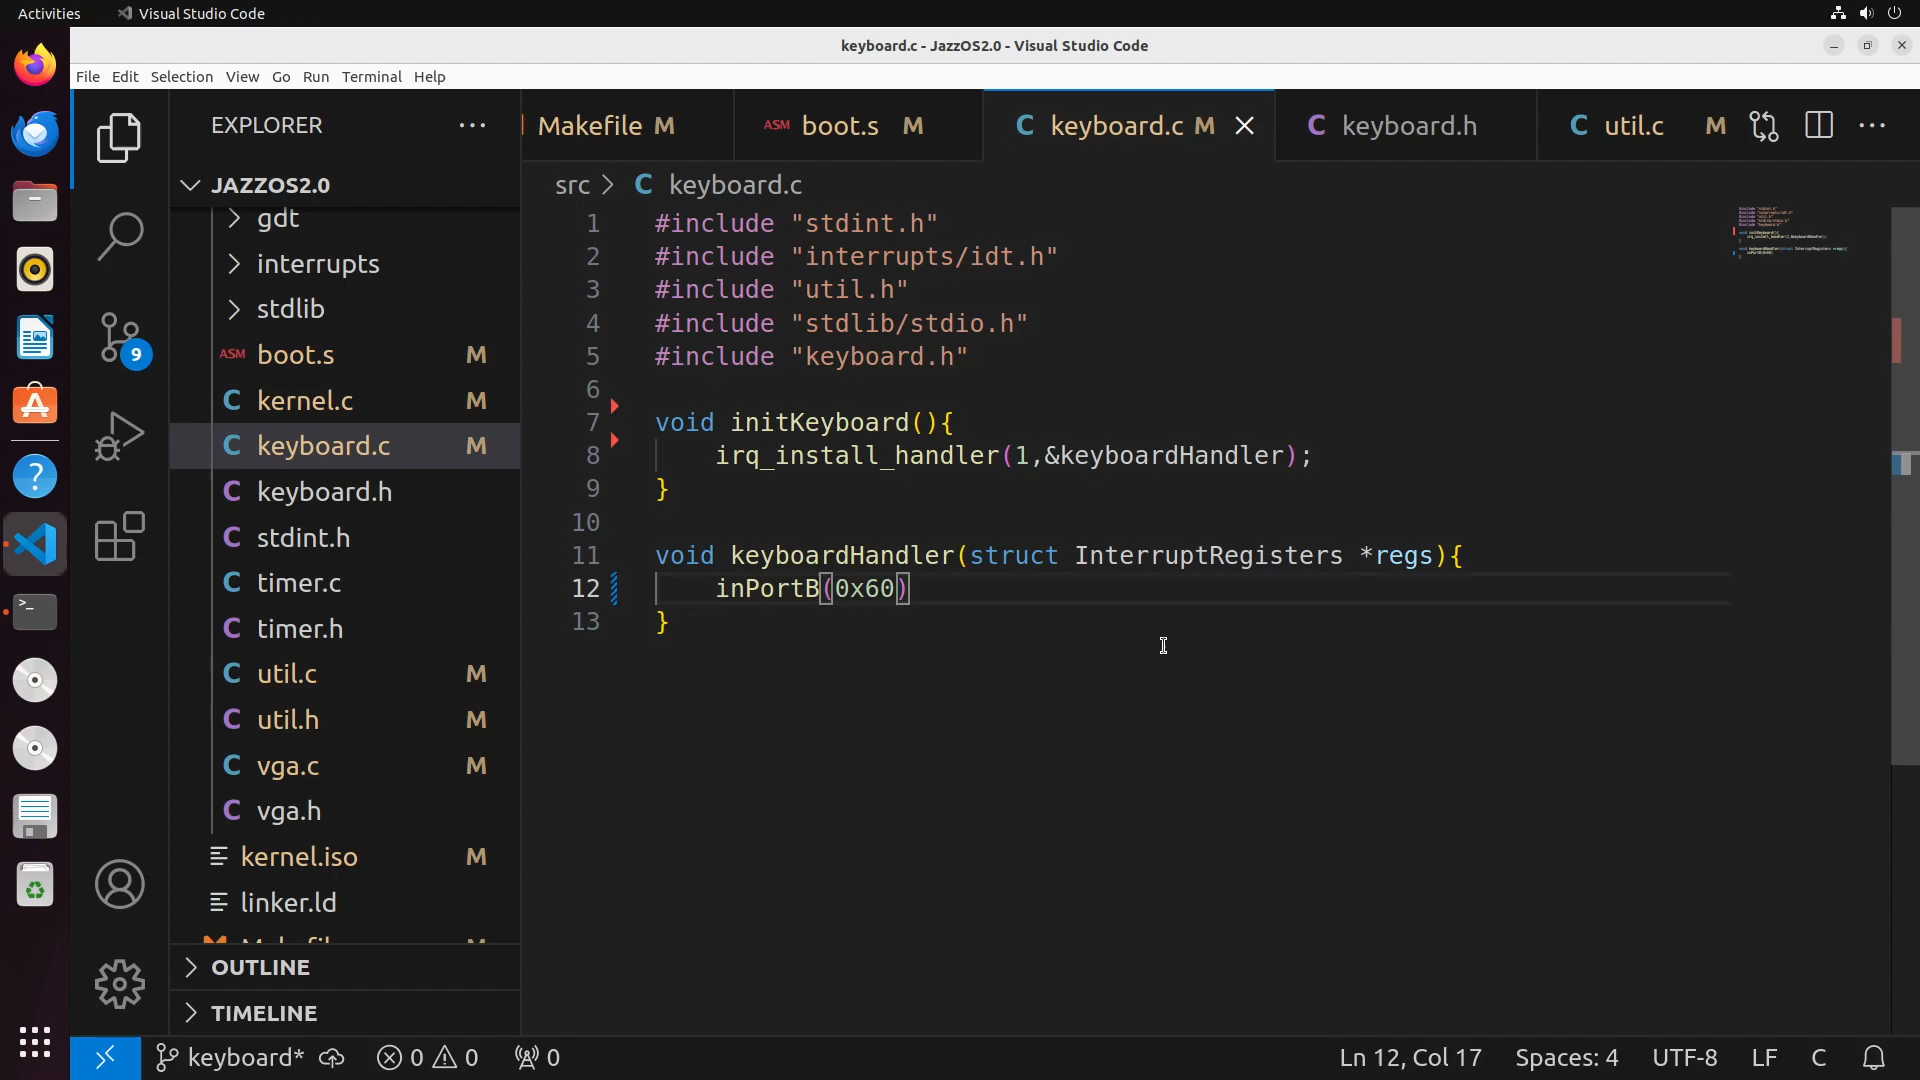 Activities
Visual Studio Code
keyboard.c - JazzOS2.0 - Visual Studio Code
File Edit Selection View Go Run Terminal Help
EXPLORER
Makefile M
ASM boot.s M
C keyboard.c M
C keyboard.h
C util.c M
JAZZOS2.0
src > C keyboard.c
gdt
interrupts
stdlib
ASM boot.s M
C kernel.c M
C keyboard.c M
C keyboard.h
C stdint.h
C timer.c
C timer.h
C util.c M
C util.h M
C vga.c M
C vga.h
kernel.iso M
linker.ld
Makefile M
OUTLINE
TIMELINE
9
1 #include "stdint.h"
2 #include "interrupts/idt.h"
3 #include "util.h"
4 #include "stdlib/stdio.h"
5 #include "keyboard.h"
6
7 void initKeyboard(){
8 irq_install_handler(1,&keyboardHandler);
9 }
10
11 void keyboardHandler(struct InterruptRegisters *regs){
12 inPortB(0x60)
13 }
keyboard* 0 0 0
Ln 12, Col 17 Spaces: 4 UTF-8 LF C